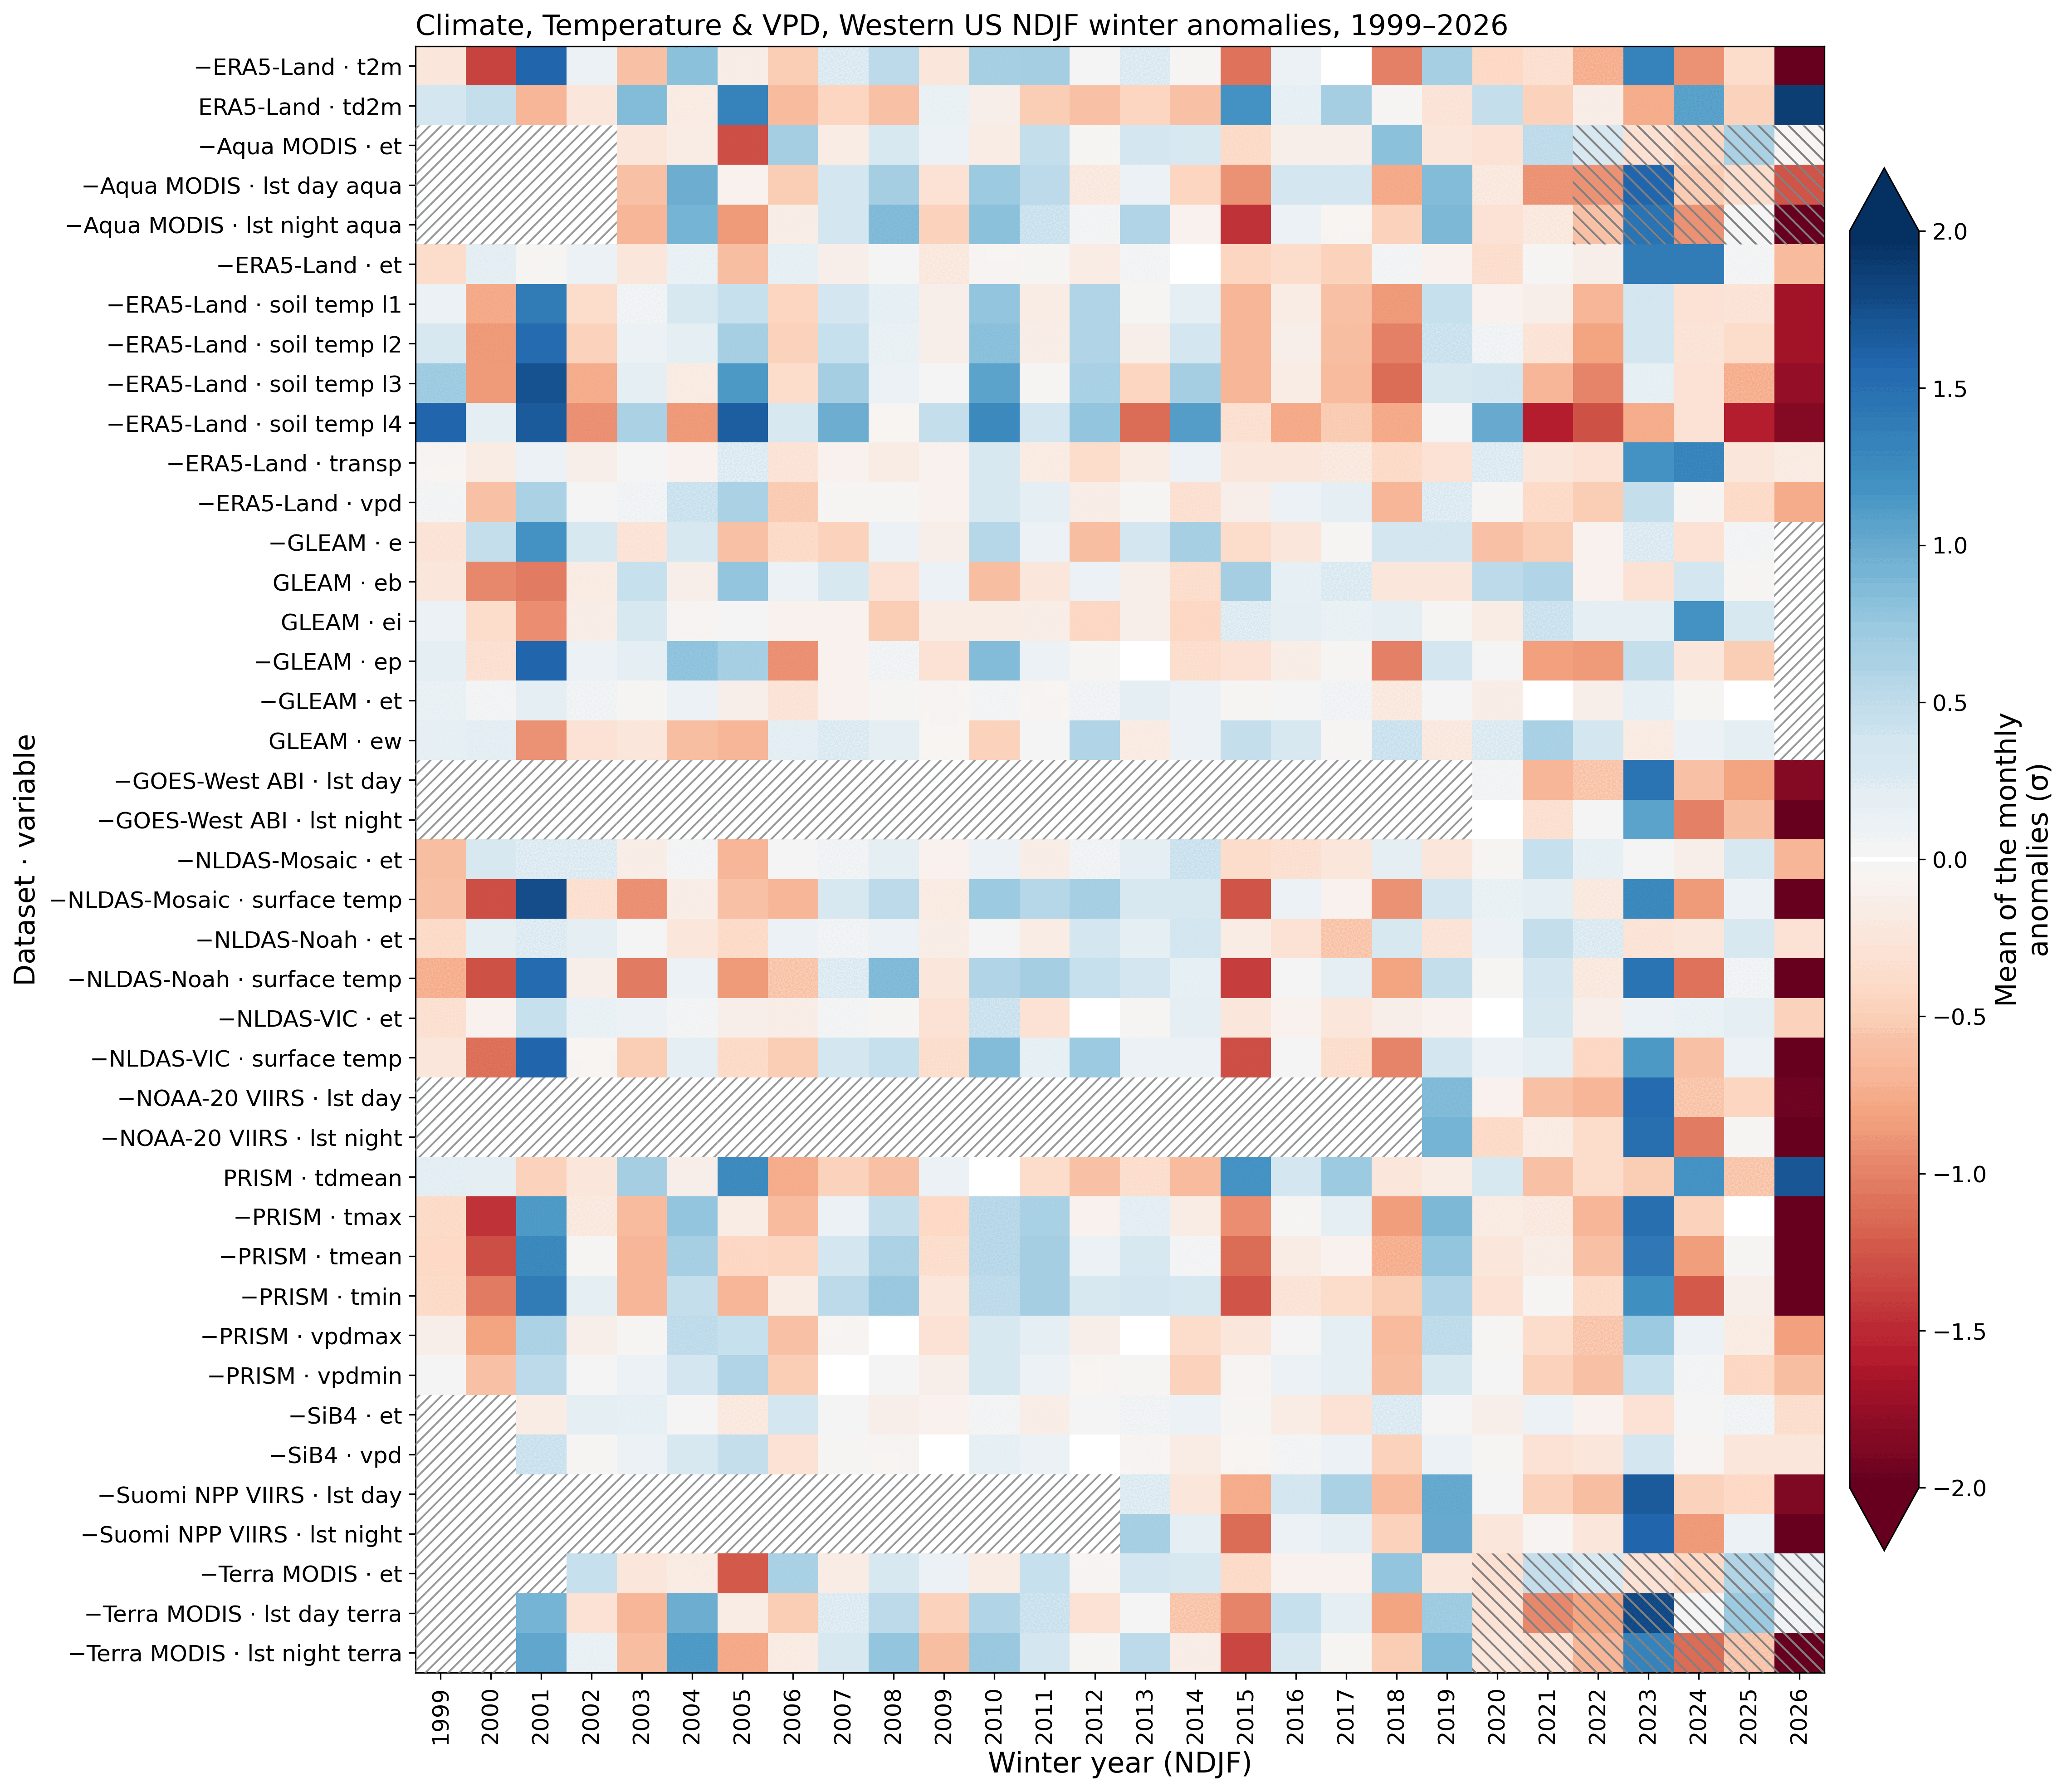 Climate, Temperature & VPD, Western US NDJF winter anomalies, 1999–2026
Dataset · variable
−ERA5-Land · t2m
ERA5-Land · td2m
−Aqua MODIS · et
−Aqua MODIS · lst day aqua
−Aqua MODIS · lst night aqua
−ERA5-Land · et
−ERA5-Land · soil temp l1
−ERA5-Land · soil temp l2
−ERA5-Land · soil temp l3
−ERA5-Land · soil temp l4
−ERA5-Land · transp
−ERA5-Land · vpd
−GLEAM · e
GLEAM · eb
GLEAM · ei
−GLEAM · ep
−GLEAM · et
GLEAM · ew
−GOES-West ABI · lst day
−GOES-West ABI · lst night
−NLDAS-Mosaic · et
−NLDAS-Mosaic · surface temp
−NLDAS-Noah · et
−NLDAS-Noah · surface temp
−NLDAS-VIC · et
−NLDAS-VIC · surface temp
−NOAA-20 VIIRS · lst day
−NOAA-20 VIIRS · lst night
PRISM · tdmean
−PRISM · tmax
−PRISM · tmean
−PRISM · tmin
−PRISM · vpdmax
−PRISM · vpdmin
−SiB4 · et
−SiB4 · vpd
−Suomi NPP VIIRS · lst day
−Suomi NPP VIIRS · lst night
−Terra MODIS · et
−Terra MODIS · lst day terra
−Terra MODIS · lst night terra
1999
2000
2001
2002
2003
2004
2005
2006
2007
2008
2009
2010
2011
2012
2013
2014
2015
2016
2017
2018
2019
2020
2021
2022
2023
2024
2025
2026
Winter year (NDJF)
2.0
1.5
1.0
0.5
0.0
−0.5
−1.0
−1.5
−2.0
Mean of the monthly
anomalies (σ)